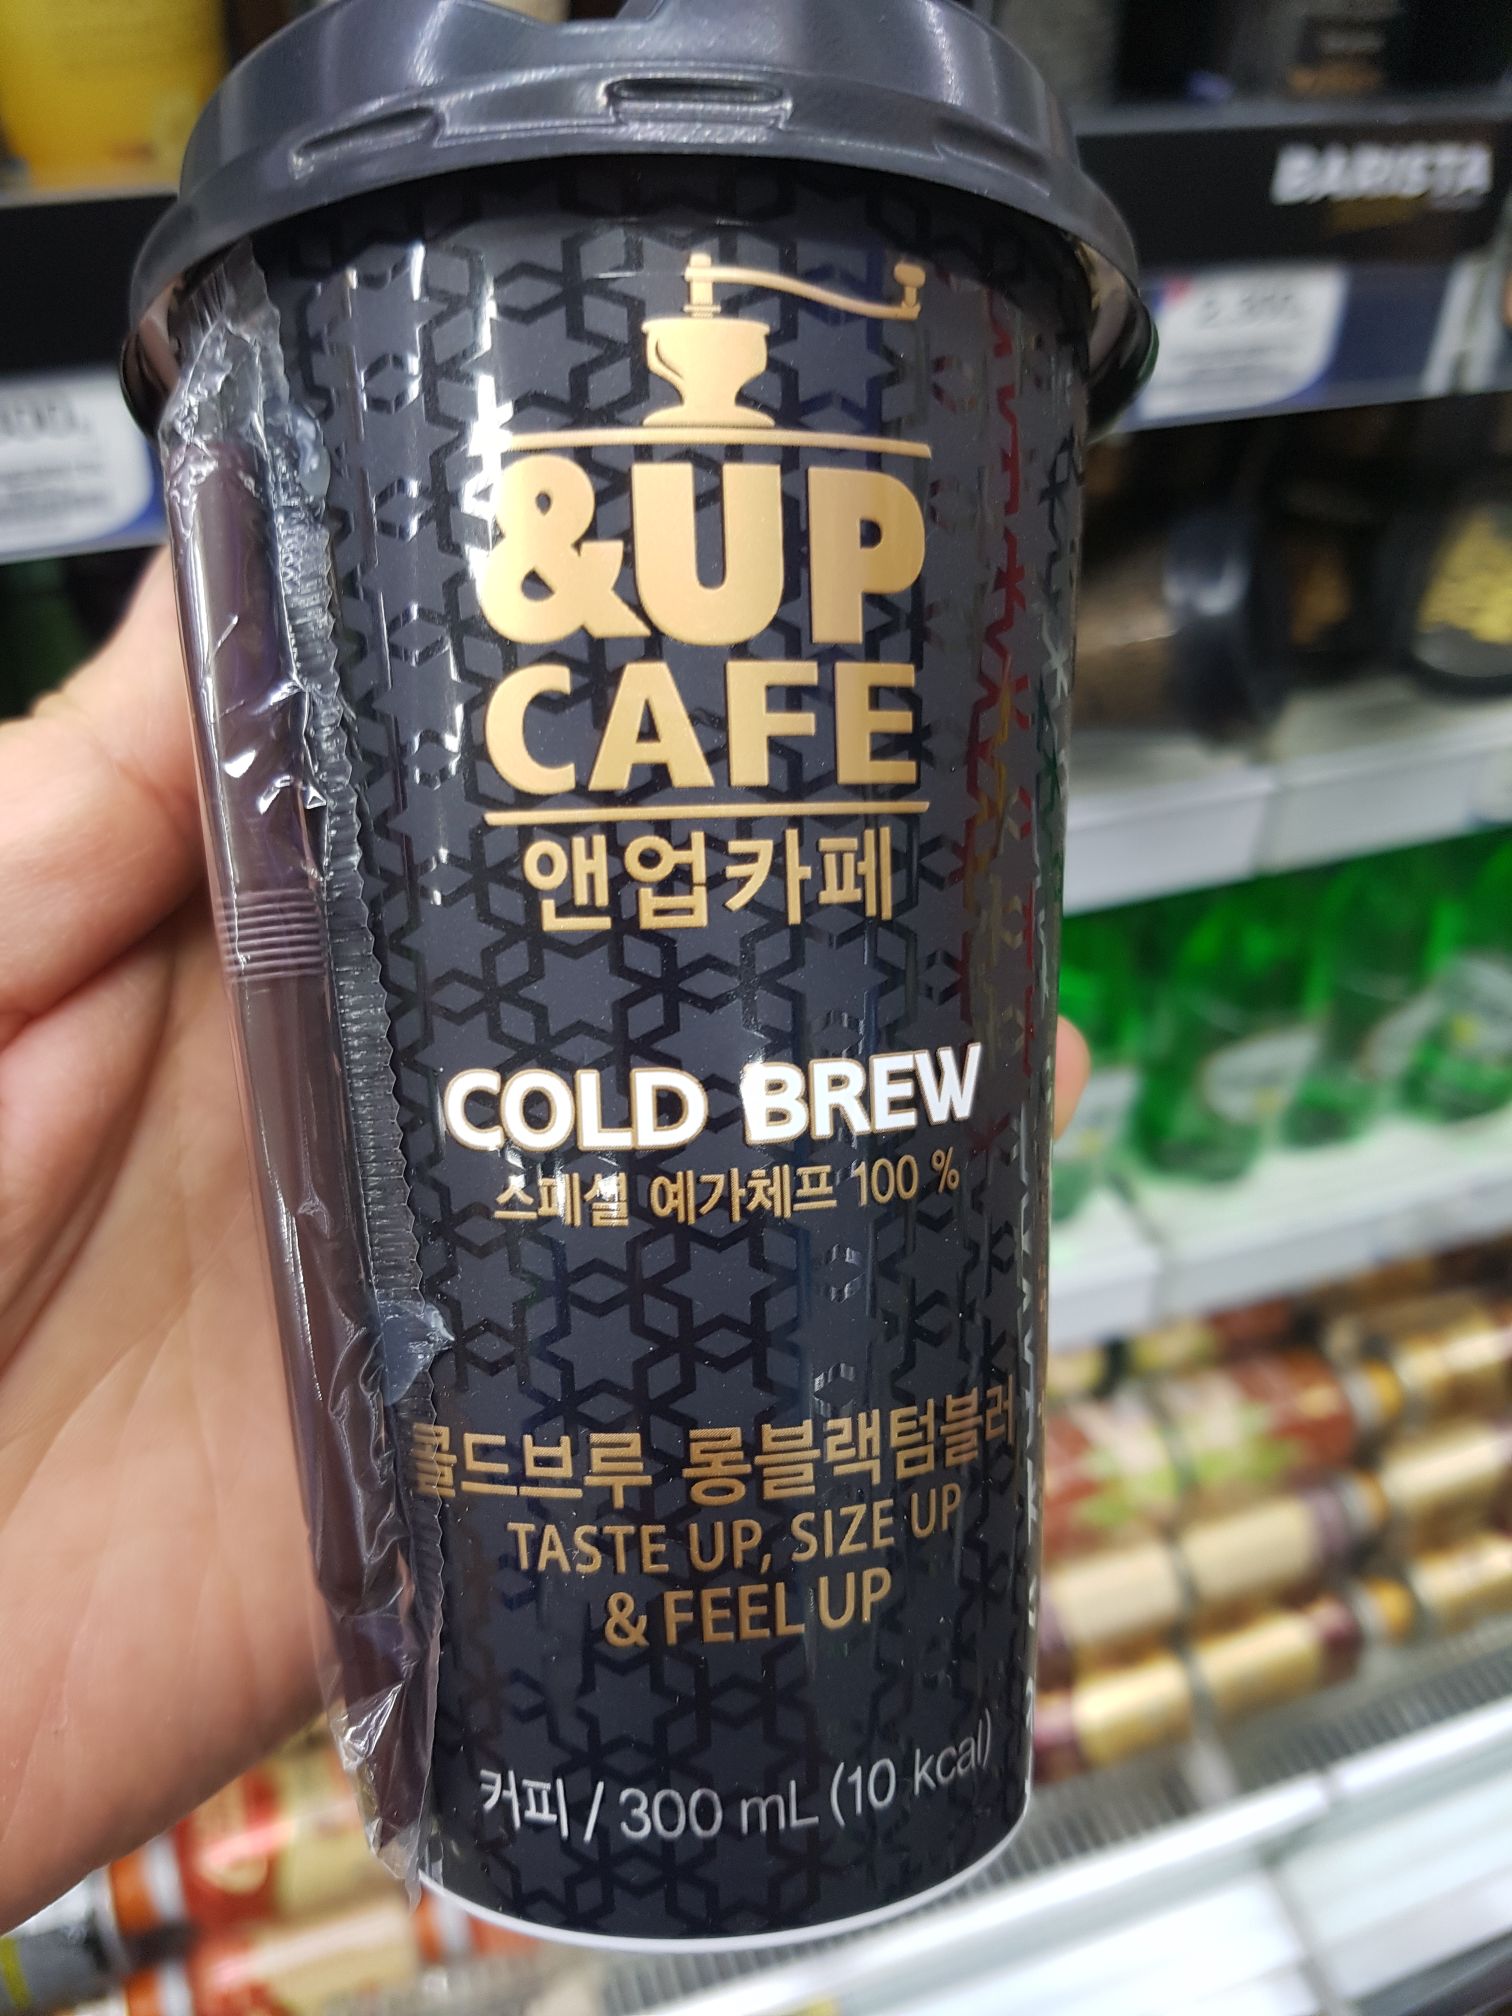 BARISTA
&UP
CAFE
앤업카페
COLD BREW
스페셜 예가체프 100 %
콜드브루 롱블랙텀블러
TASTE UP, SIZE UP
& FEEL UP
커피 / 300 mL (10 kcal)